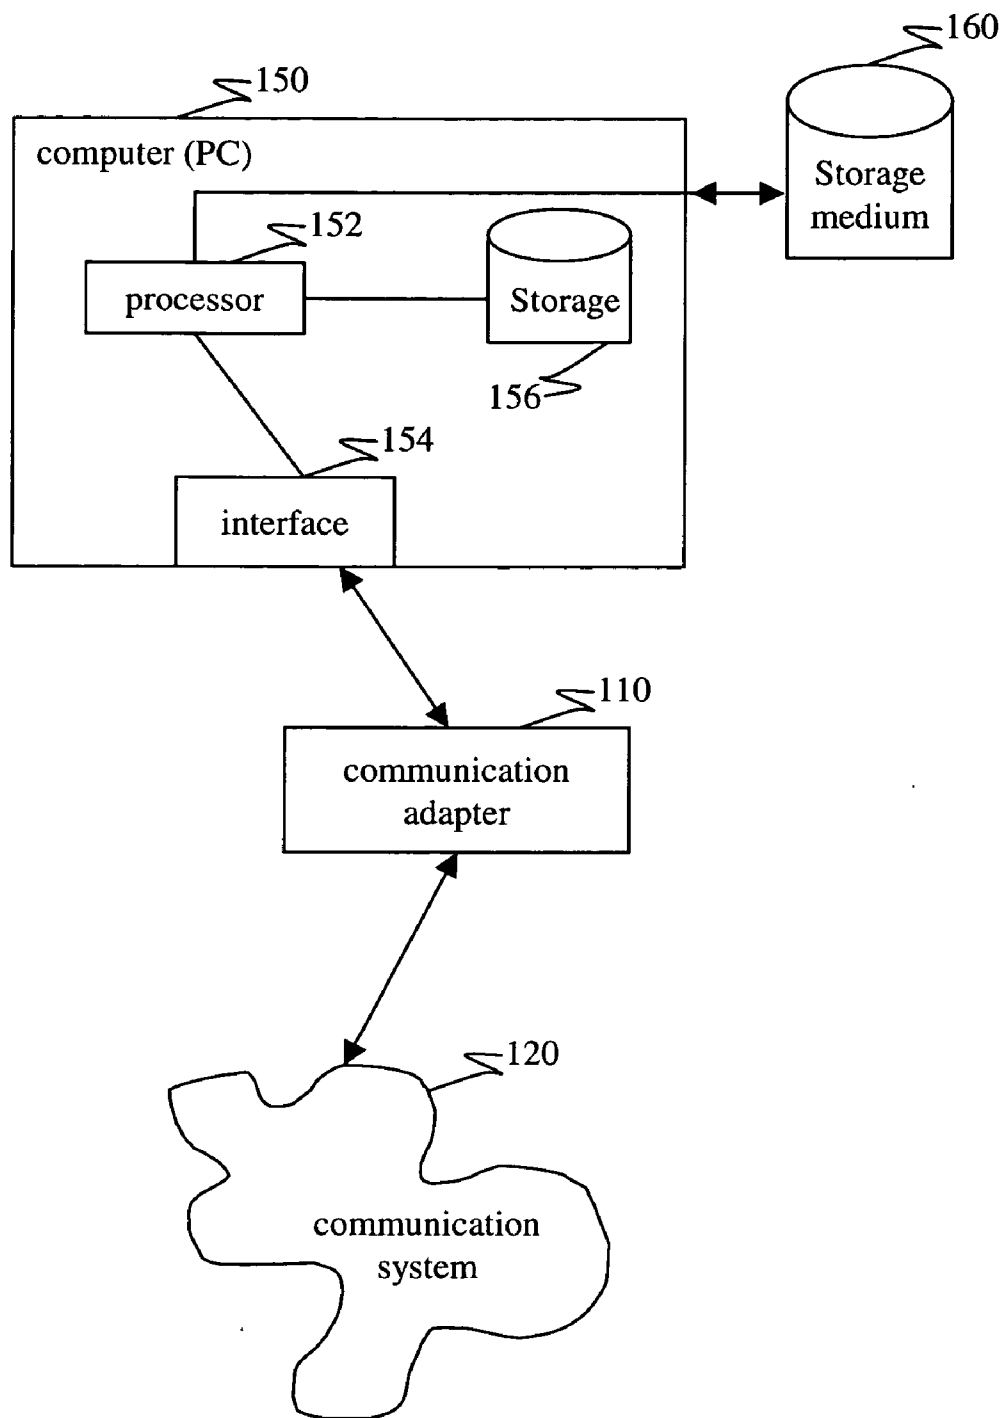 160
150
computer (PC)
Storage
medium
152
processor
Storage
156
154
interface
110
communication
adapter
120
communication
system